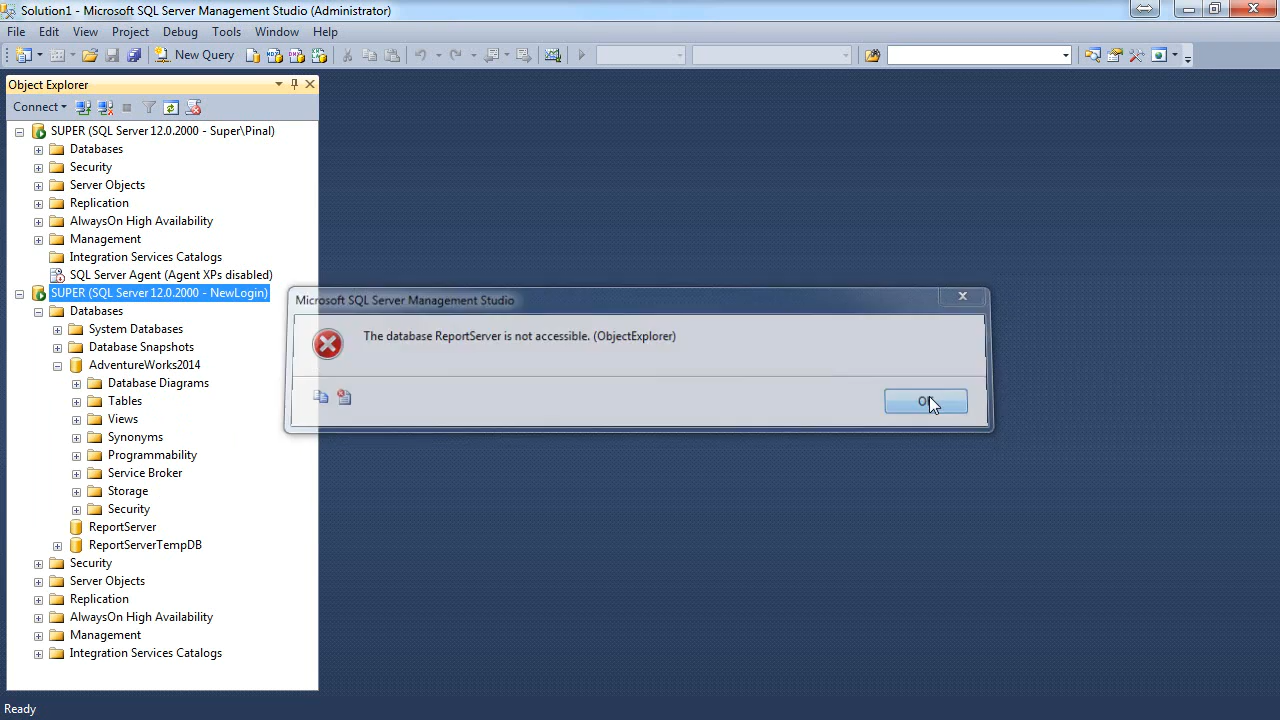 Solution1 - Microsoft SQL Server Management Studio (Administrator)
File Edit View Project Debug Tools Window Help
New Query
Object Explorer
Connect
SUPER (SQL Server 12.0.2000 - Super\Pinal)
Databases
Security
Server Objects
Replication
AlwaysOn High Availability
Management
Integration Services Catalogs
SQL Server Agent (Agent XPs disabled)
SUPER (SQL Server 12.0.2000 - NewLogin)
Databases
System Databases
Database Snapshots
AdventureWorks2014
Database Diagrams
Tables
Views
Synonyms
Programmability
Service Broker
Storage
Security
ReportServer
ReportServerTempDB
Security
Server Objects
Replication
AlwaysOn High Availability
Management
Integration Services Catalogs
Microsoft SQL Server Management Studio
The database ReportServer is not accessible. (ObjectExplorer)
OK
Ready